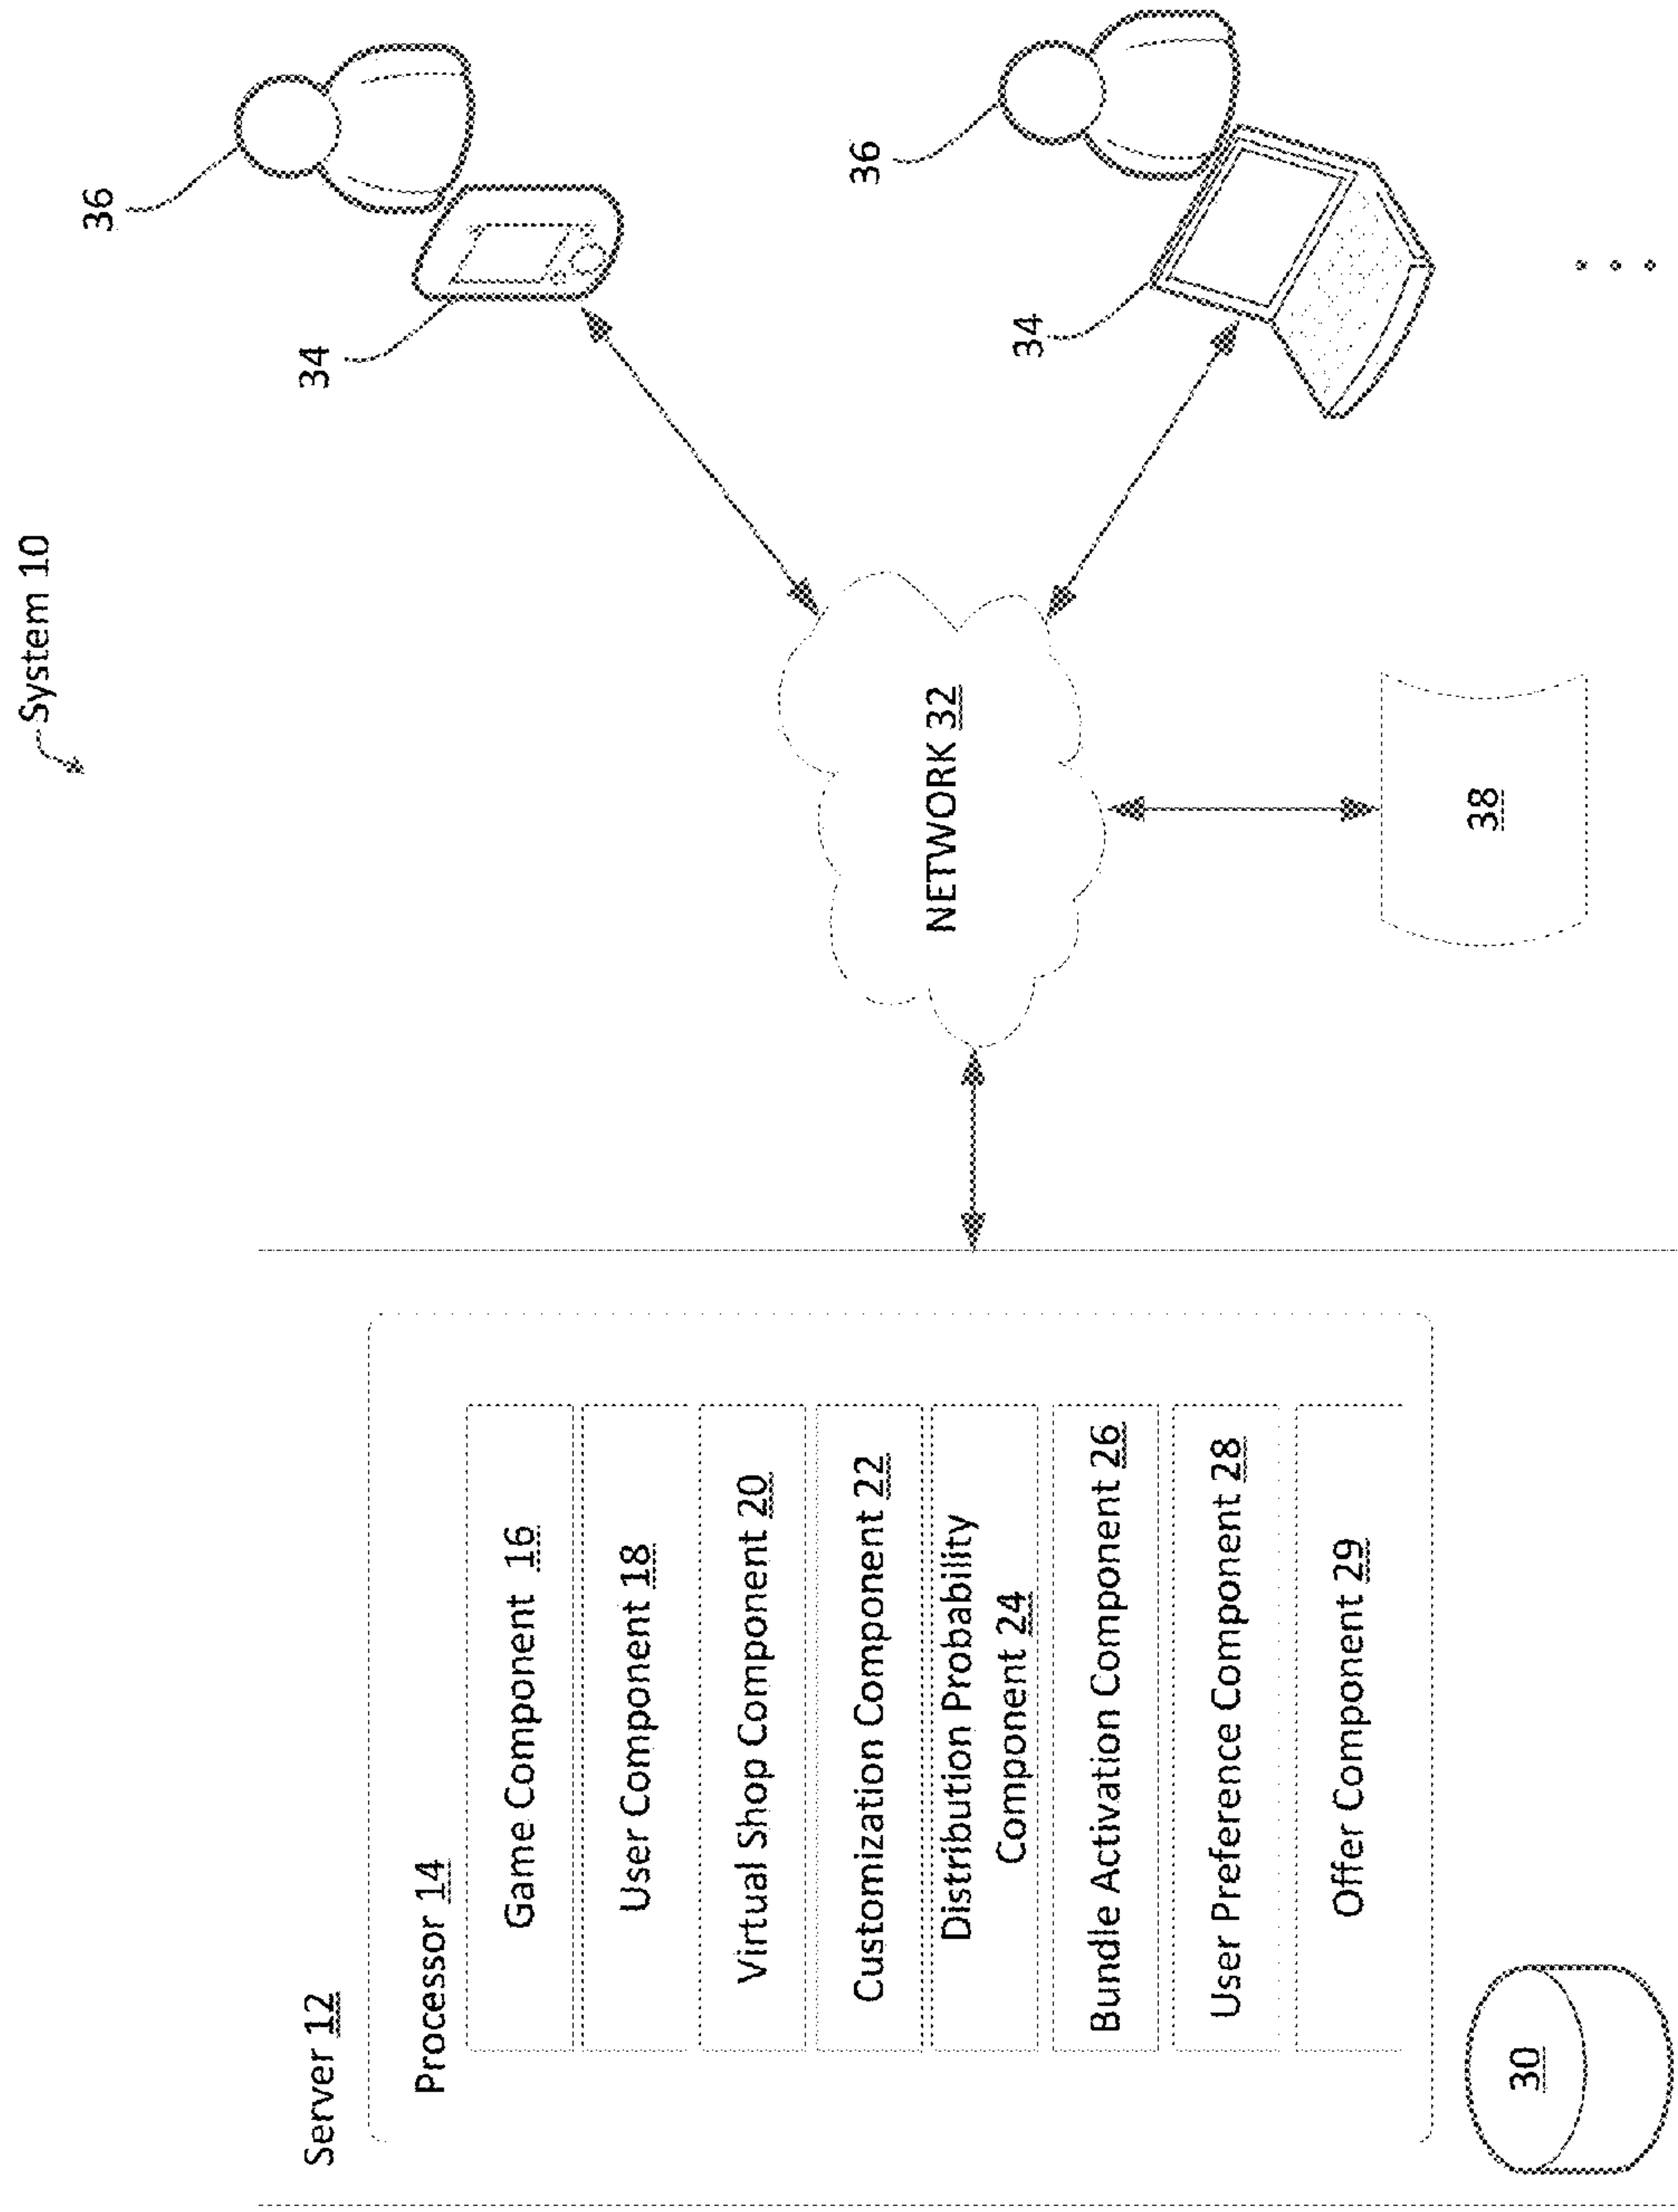 System 10
Server 12
Processor 14
Game Component 16
User Component 18
Virtual Shop Component 20
Customization Component 22
Distribution Probability
Component 24
Bundle Activation Component 26
User Preference Component 28
Offer Component 29
30
NETWORK 32
38
34
36
34
36